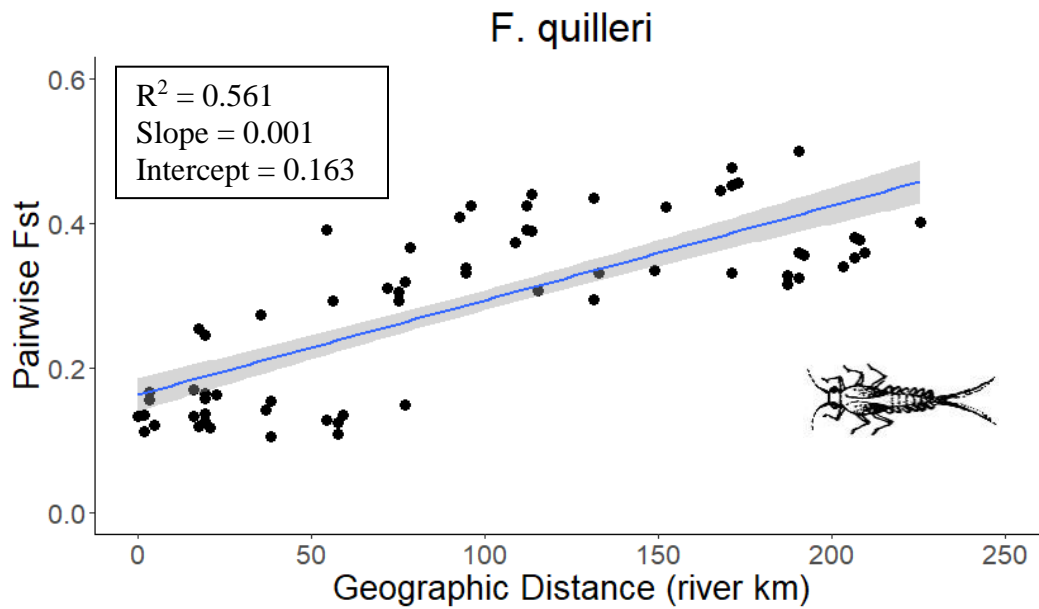 F. quilleri
R² = 0.561
Slope = 0.001
Intercept = 0.163
Pairwise Fst
0.6
0.4
0.2
0.0
0 50 100 150 200 250
Geographic Distance (river km)